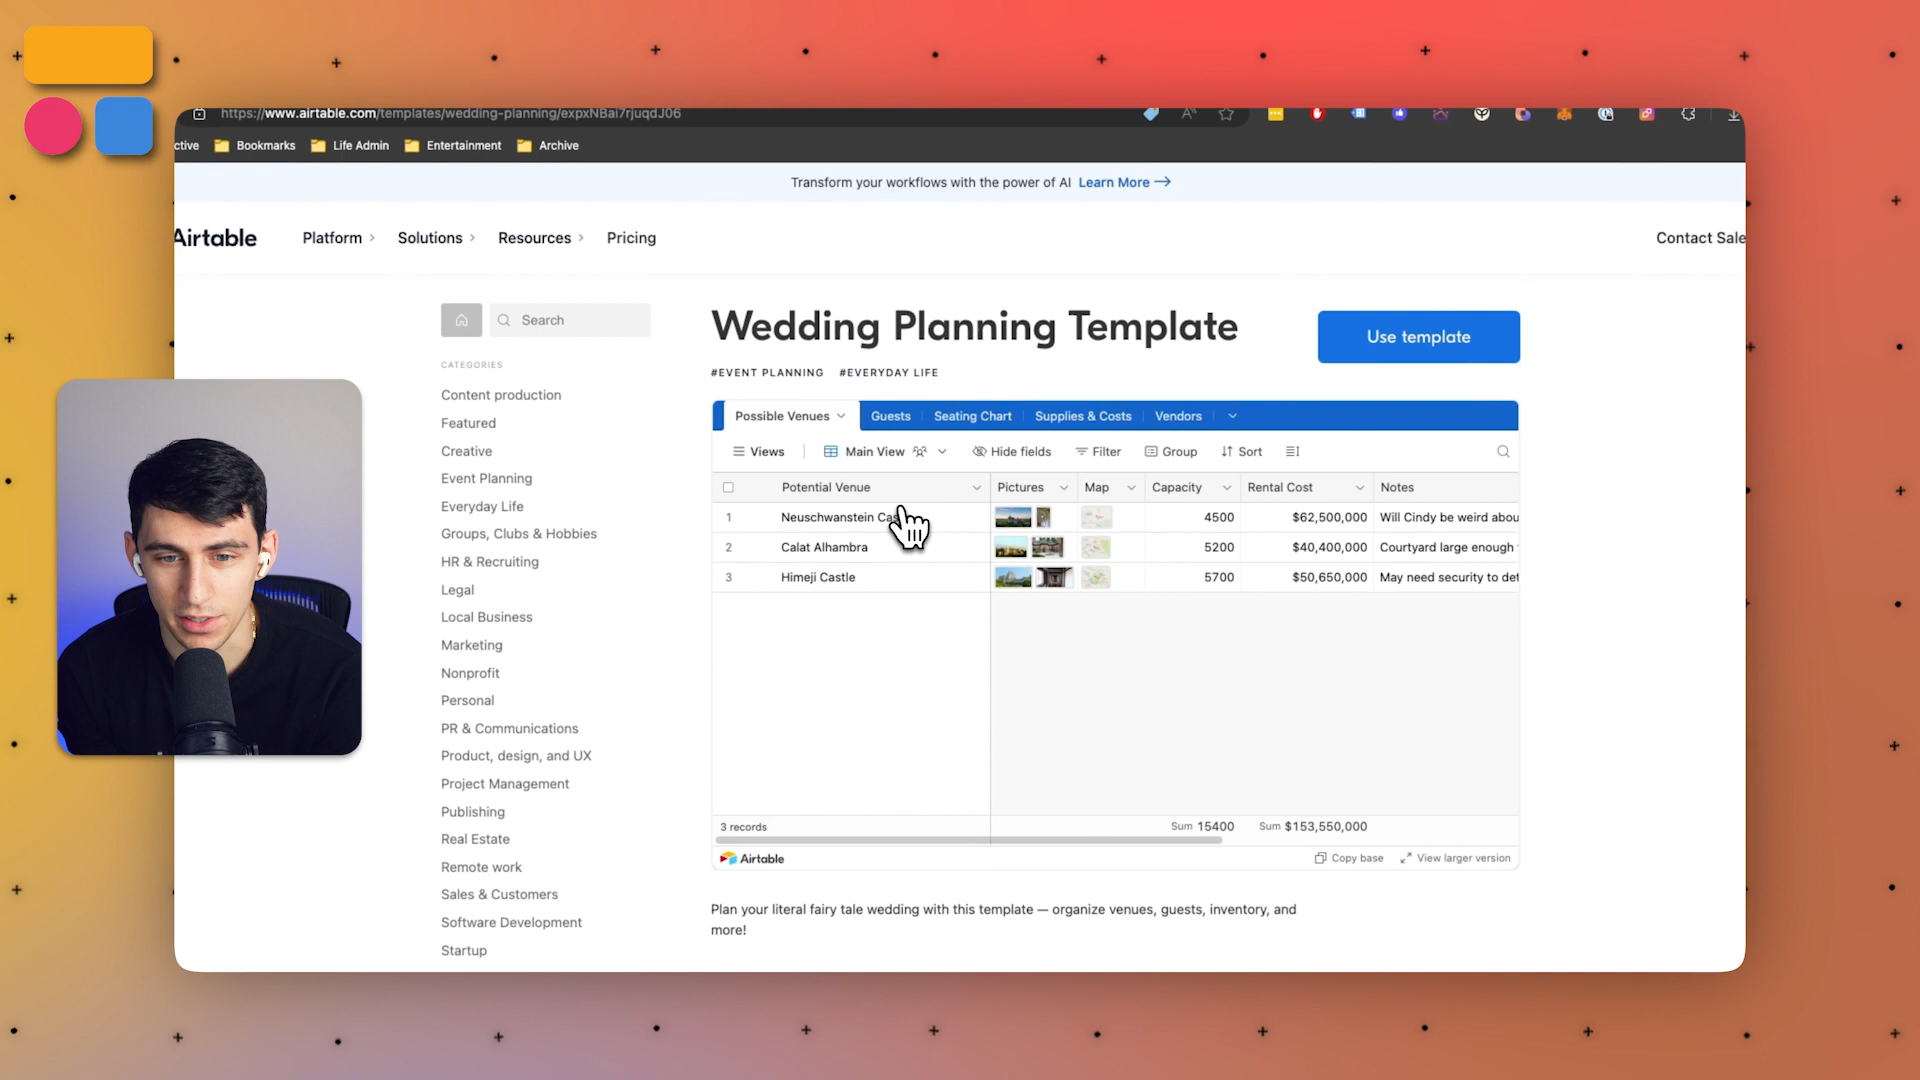 https://www.airtable.com/templates/wedding-planning/expxNBai7rjuqdJ06
ctive Bookmarks Life Admin Entertainment Archive
Transform your workflows with the power of AI Learn More →
Airtable Platform Solutions Resources Pricing Contact Sale
Search
Wedding Planning Template
Use template
#EVENT PLANNING #EVERYDAY LIFE
CATEGORIES
Content production
Featured
Creative
Event Planning
Everyday Life
Groups, Clubs & Hobbies
HR & Recruiting
Legal
Local Business
Marketing
Nonprofit
Personal
PR & Communications
Product, design, and UX
Project Management
Publishing
Real Estate
Remote work
Sales & Customers
Software Development
Startup
Possible Venues Guests Seating Chart Supplies & Costs Vendors
Views Main View Hide fields Filter Group Sort
Potential Venue Pictures Map Capacity Rental Cost Notes
1 Neuschwanstein Cas 4500 $62,500,000 Will Cindy be weird abou
2 Calat Alhambra 5200 $40,400,000 Courtyard large enough
3 Himeji Castle 5700 $50,650,000 May need security to det
3 records Sum 15400 Sum $153,550,000
Airtable Copy base View larger version
Plan your literal fairy tale wedding with this template — organize venues, guests, inventory, and
more!